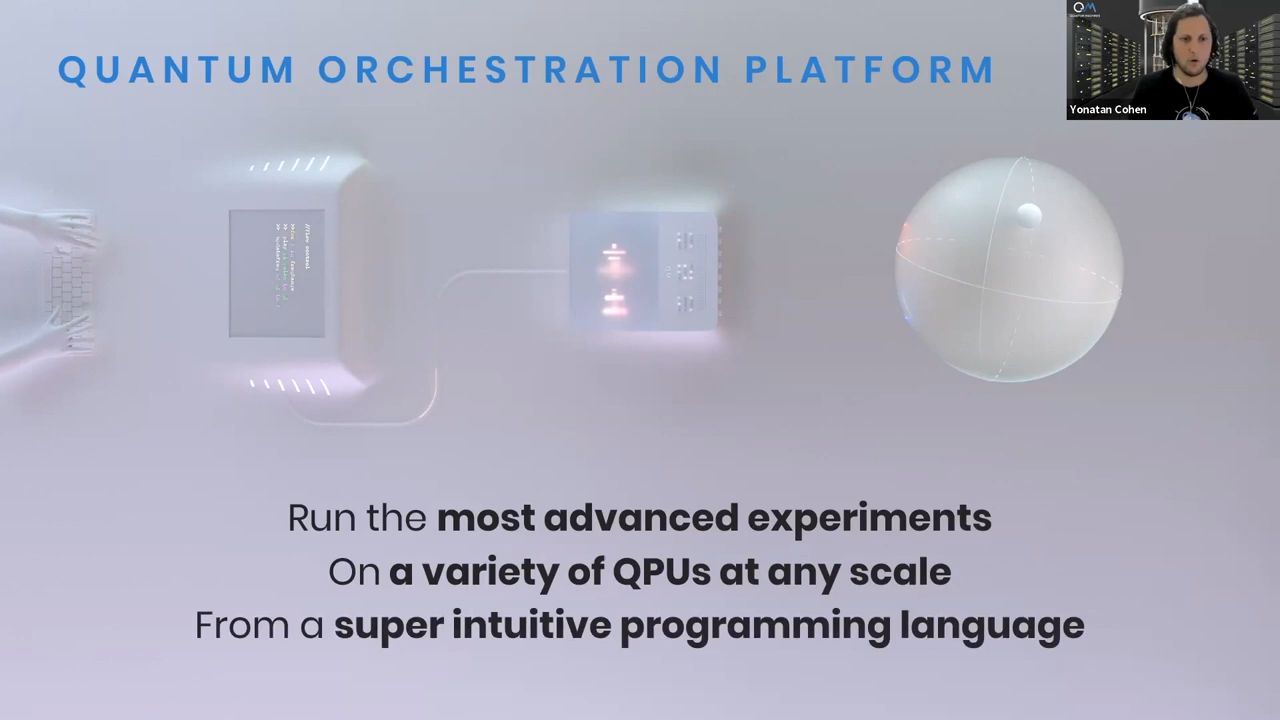 QUANTUM ORCHESTRATION PLATFORM
QM
Yonatan Cohen
Run the most advanced experiments
On a variety of QPUs at any scale
From a super intuitive programming language